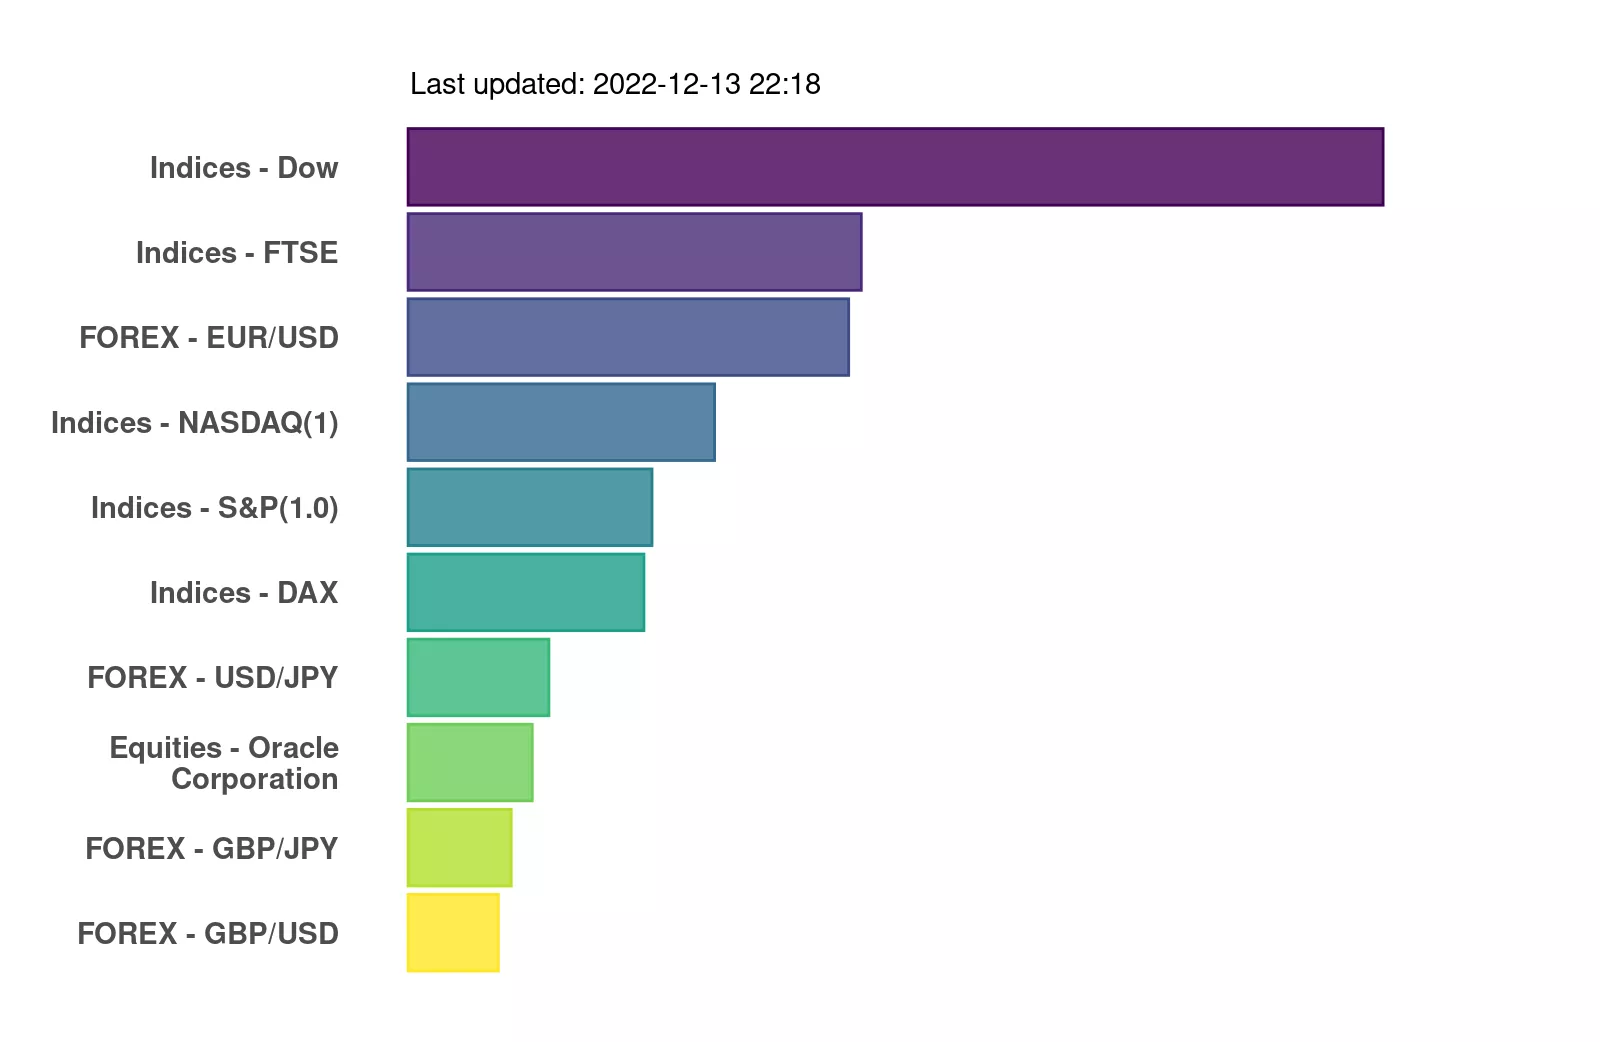 Last updated: 2022-12-13 22:18
Indices - Dow
Indices - FTSE
FOREX - EUR/USD
Indices - NASDAQ(1)
Indices - S&P(1.0)
Indices - DAX
FOREX - USD/JPY
Equities - Oracle
Corporation
FOREX - GBP/JPY
FOREX - GBP/USD